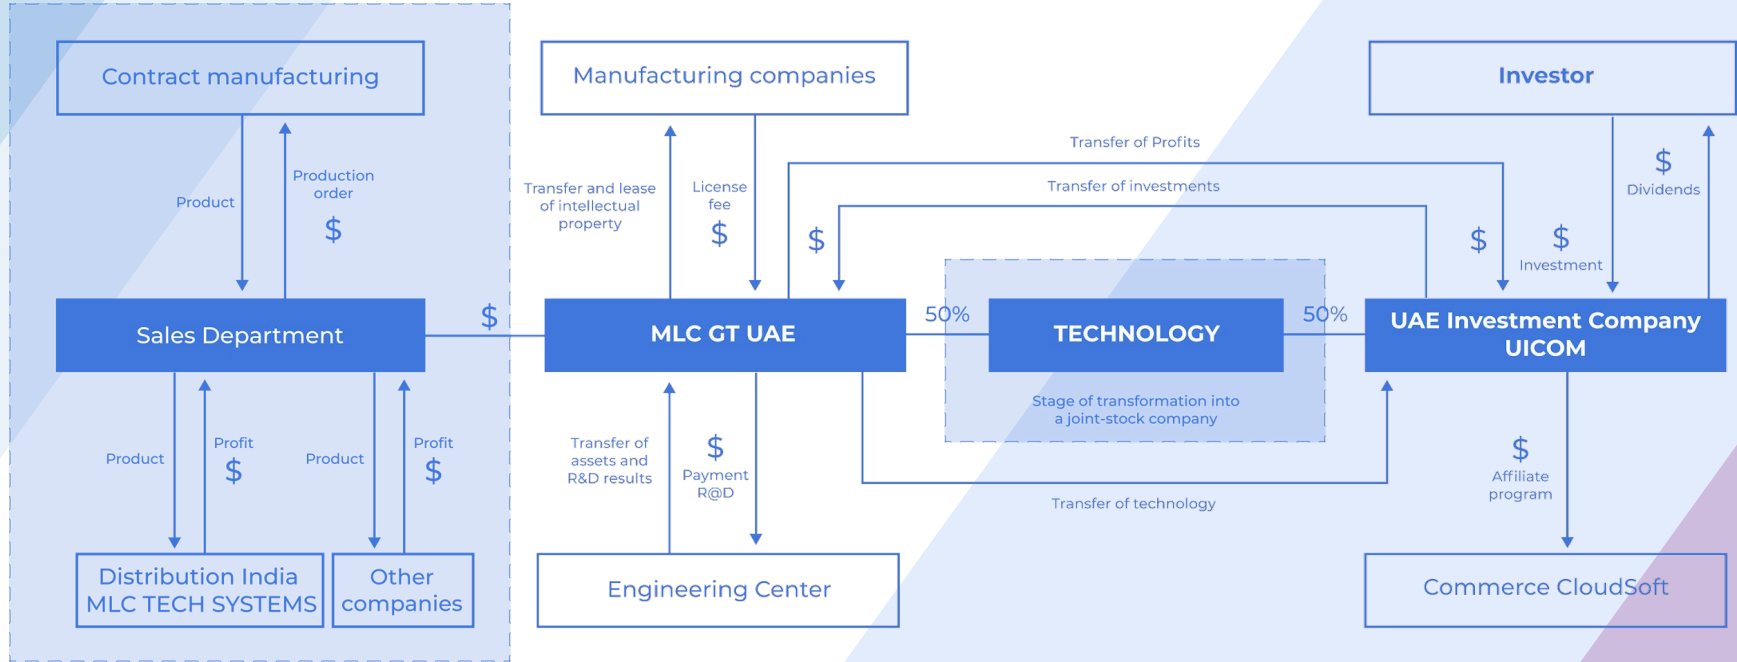 Contract manufacturing
Manufacturing companies
Investor
Transfer of Profits
Transfer of investments
Product
Production
order
$
Transfer and lease
of intellectual
property
License
fee
$
$
$
$
Investment
$
Dividends
Sales Department
$
MLC GT UAE
50%
TECHNOLOGY
50%
UAE Investment Company
UICOM
Stage of transformation into
a joint-stock company
Product
Profit
$
Product
Profit
$
Transfer of
assets and
R&D results
$
Payment
R@D
Transfer of technology
$
Affiliate
program
Distribution India
MLC TECH SYSTEMS
Other
companies
Engineering Center
Commerce CloudSoft